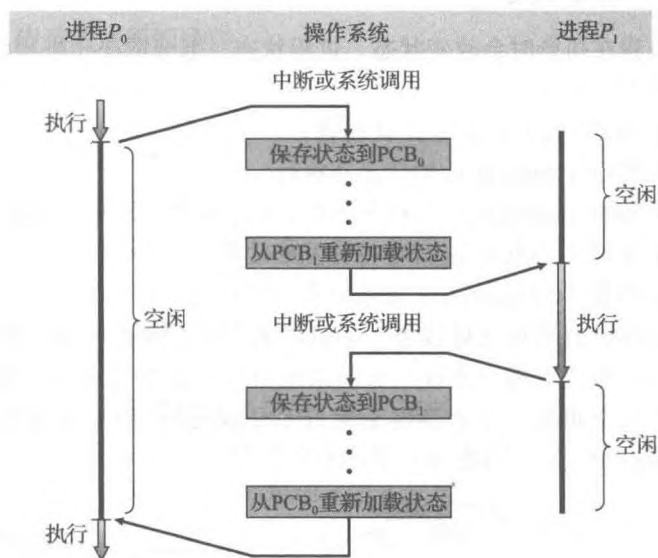 进程P₀ 操作系统 进程P₁
中断或系统调用
执行
保存状态到PCB₀
空闲
从PCB₁重新加载状态
空闲
中断或系统调用
执行
保存状态到PCB₁
空闲
从PCB₀重新加载状态
执行